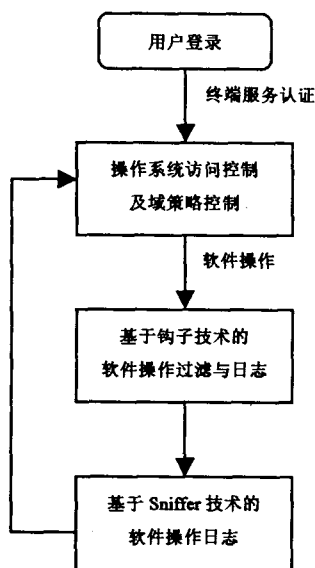 用户登录
终端服务认证
操作系统访问控制
及域策略控制
软件操作
基于钩子技术的
软件操作过滤与日志
基于 Sniffer 技术的
软件操作日志